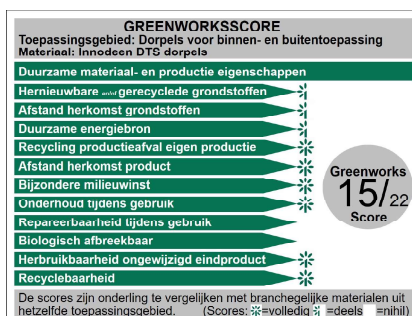 GREENWORKSSCORE
Toepassingsgebied: Dorpels voor binnen- en buitentoepassing
Materiaal: Innodeen DTS dorpels
Duurzame materiaal- en productie eigenschappen
Hernieuwbare en/of gerecyclede grondstoffen
Afstand herkomst grondstoffen
Duurzame energiebron
Recycling productieafval eigen productie
Afstand herkomst product
Bijzondere milieuwinst
Onderhoud tijdens gebruik
Repareerbaarheid tijdens gebruik
Biologisch afbreekbaar
Herbruikbaarheid ongewijzigd eindproduct
Recyclebaarheid
Greenworks
15/22
Score
De scores zijn onderling te vergelijken met branchegelijke materialen uit
hetzelfde toepassingsgebied. (Scores: =volledig =deels =nihil)